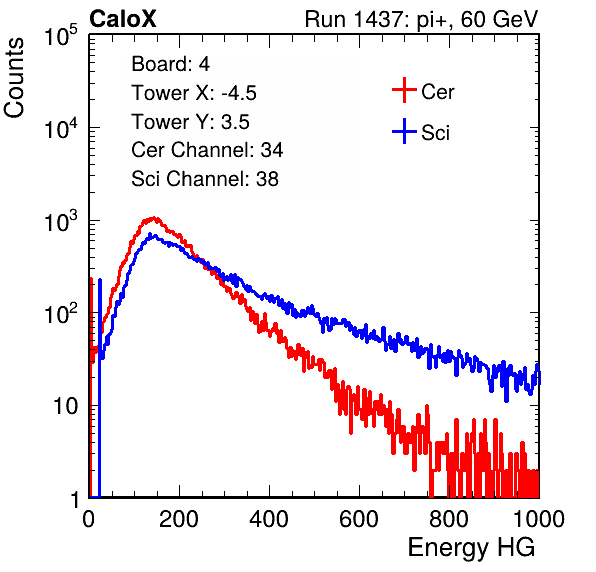 CaloX Run 1437: pi+, 60 GeV
Counts
10^5
10^4
10^3
10^2
10
1
Board: 4
Tower X: -4.5
Tower Y: 3.5
Cer Channel: 34
Sci Channel: 38
Cer
Sci
0 200 400 600 800 1000
Energy HG